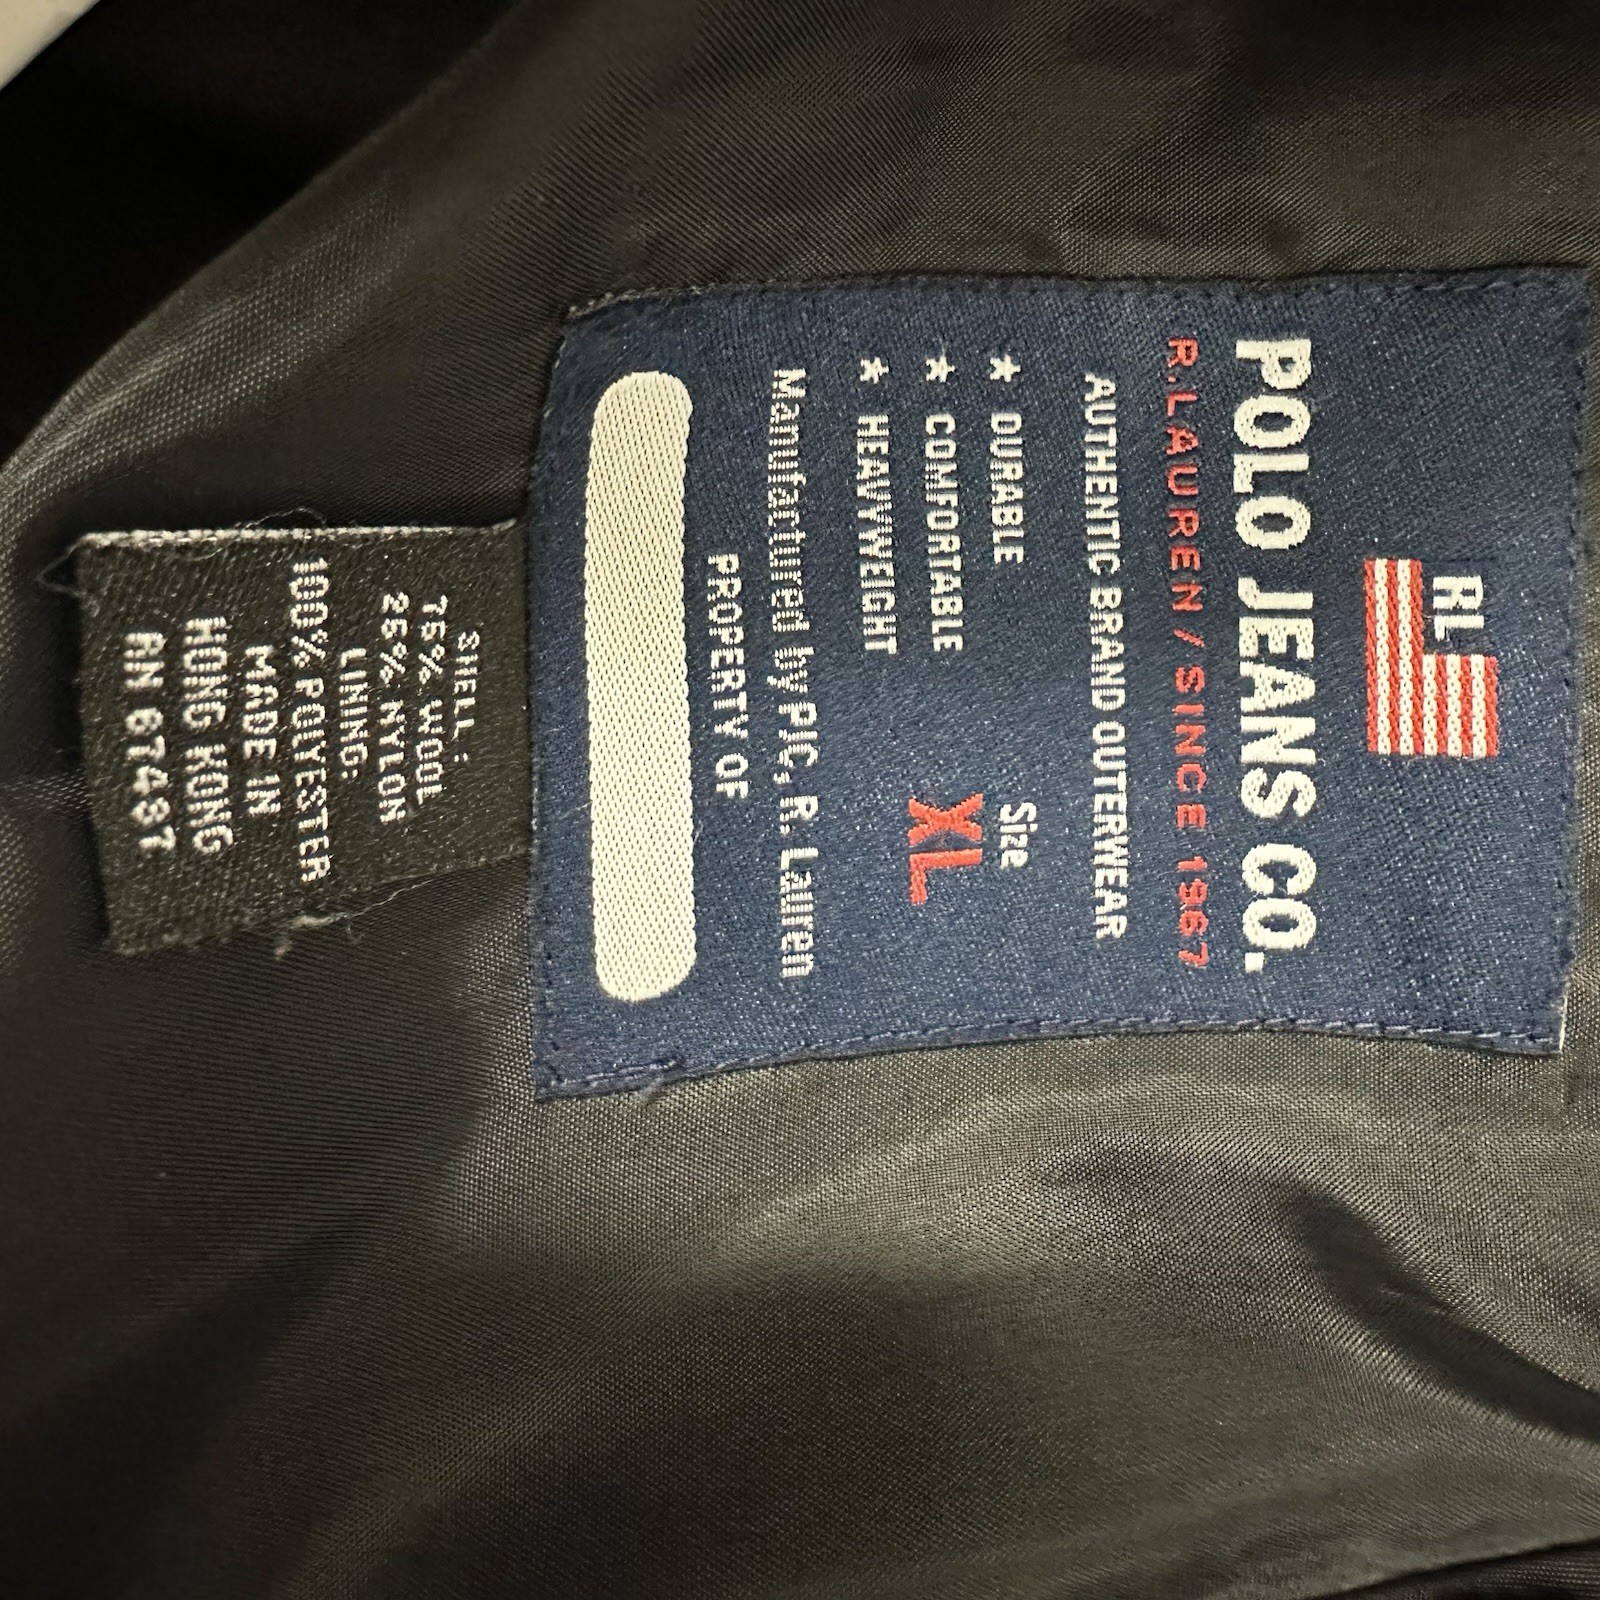 RL
POLO JEANS CO.
R.LAUREN / SINCE 1967
AUTHENTIC BRAND OUTERWEAR
★ DURABLE
★ COMFORTABLE
★ HEAVYWEIGHT
Size
XL
Manufactured by PJC, R. Lauren
PROPERTY OF
SHELL:
75% WOOL
25% NYLON
LINING:
100% POLYESTER
MADE IN
HONG KONG
RN 67487